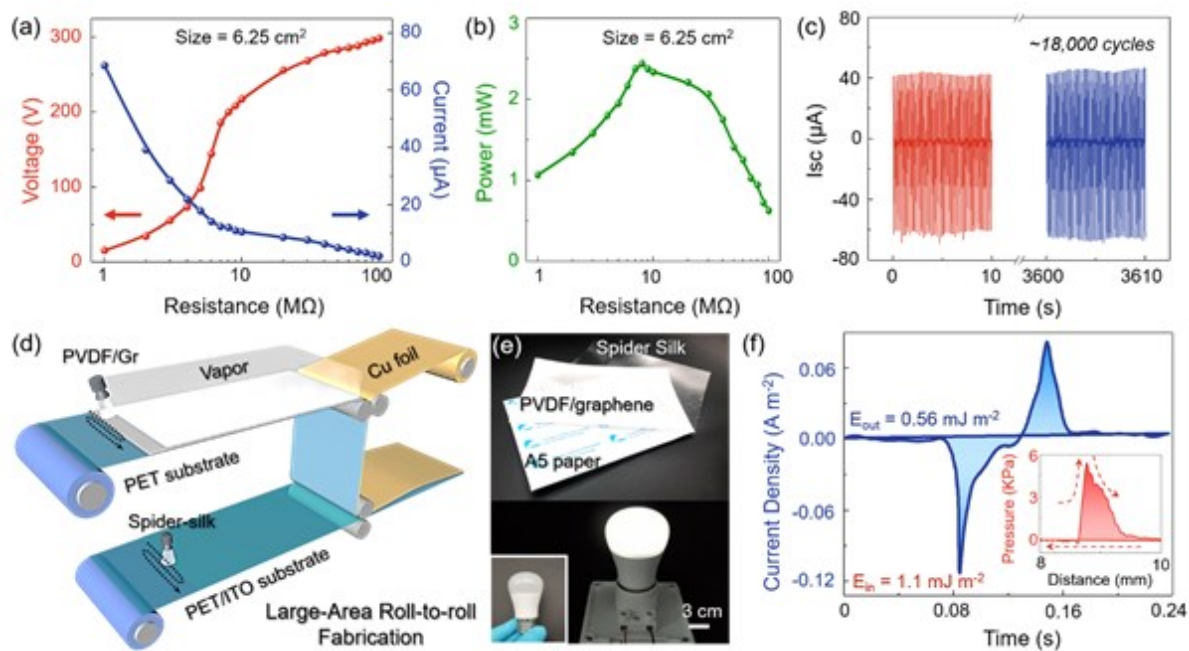 (a)
Size = 6.25 cm²
Voltage (V)
300
200
100
0
Current (µA)
80
60
40
20
0
1
10
100
Resistance (MΩ)
(b)
Size = 6.25 cm²
Power (mW)
3
2
1
0
1
10
100
Resistance (MΩ)
(c)
~18,000 cycles
Isc (µA)
80
40
0
-40
-80
0
10
3600
3610
Time (s)
(d)
PVDF/Gr
Vapor
Cu foil
PET substrate
Spider-silk
PET/ITO substrate
Large-Area Roll-to-roll
Fabrication
(e)
Spider Silk
PVDF/graphene
A5 paper
3 cm
(f)
Current Density (A m⁻²)
0.06
0.00
-0.06
-0.12
E_out = 0.56 mJ m⁻²
E_in = 1.1 mJ m⁻²
Pressure (KPa)
6
3
0
8
10
Distance (mm)
0
0.08
0.16
0.24
Time (s)